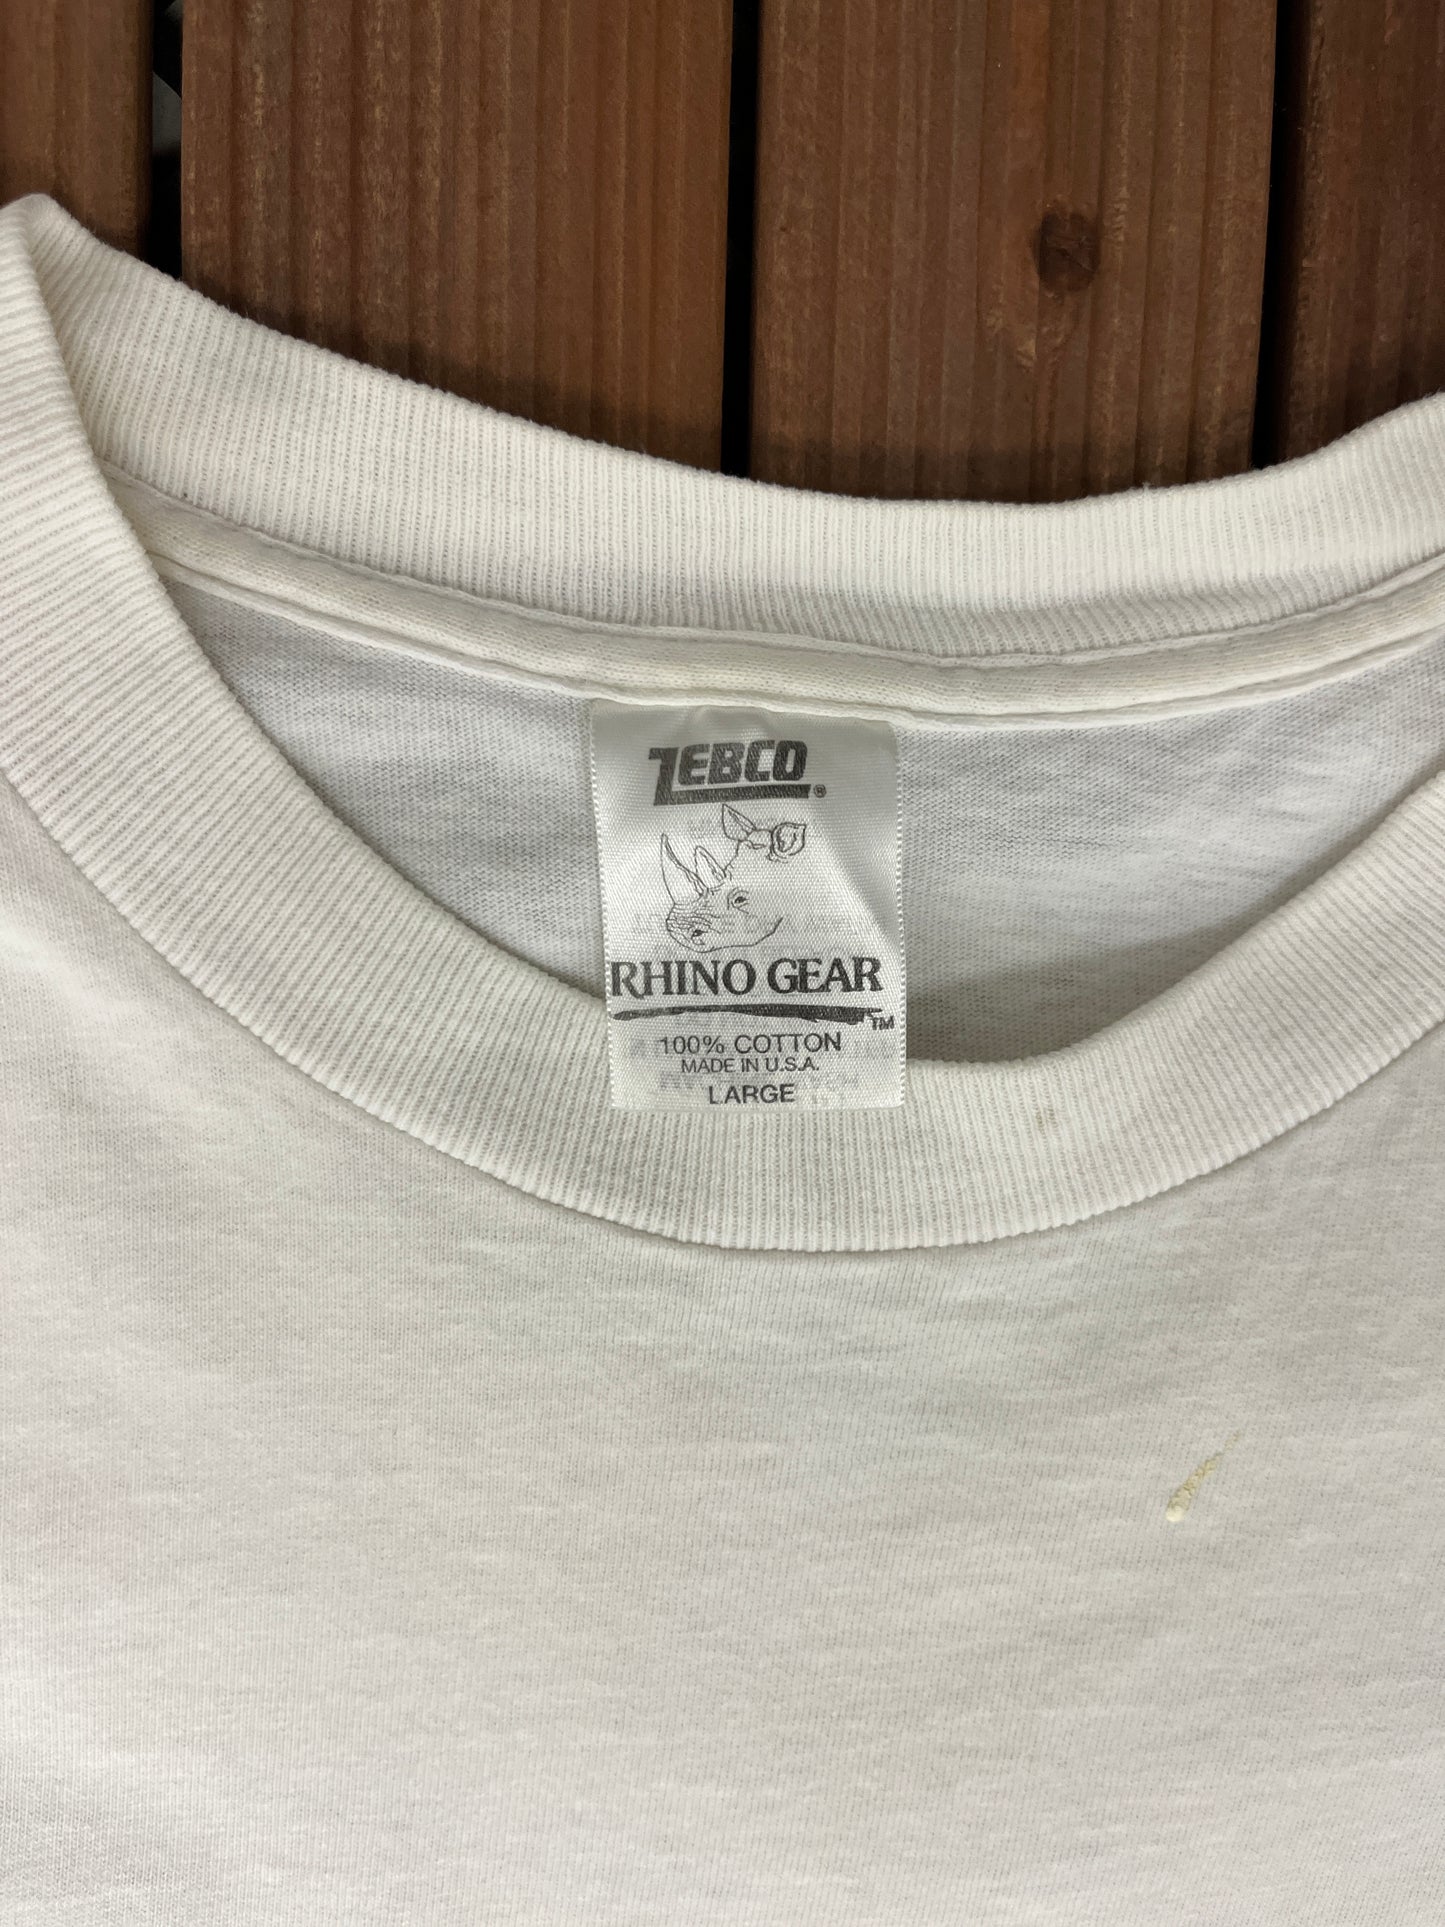 ZEBCO®
RHINO GEAR
TM
100% COTTON
MADE IN U.S.A.
LARGE